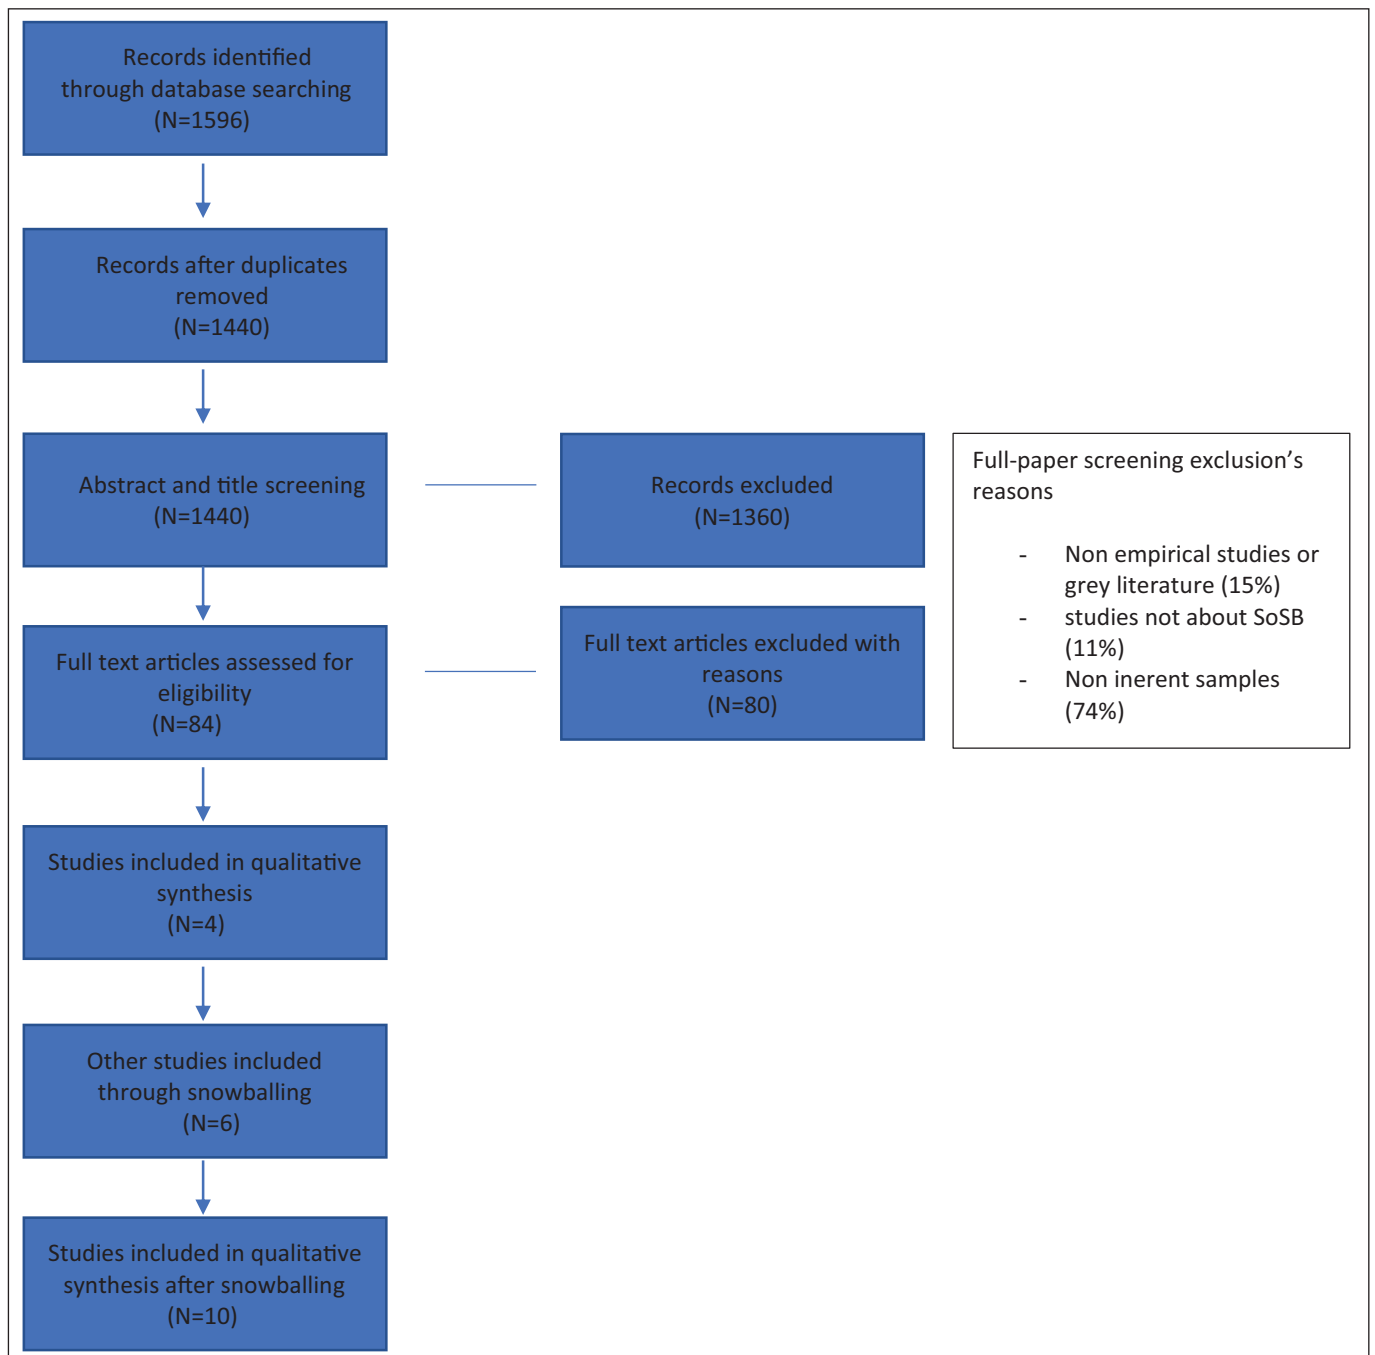 Records identified
through database searching
(N=1596)
Records after duplicates
removed
(N=1440)
Abstract and title screening
(N=1440)
Records excluded
(N=1360)
Full text articles assessed for
eligibility
(N=84)
Full text articles excluded with
reasons
(N=80)
Full-paper screening exclusion’s
reasons
- Non empirical studies or
grey literature (15%)
- studies not about SoSB
(11%)
- Non inerent samples
(74%)
Studies included in qualitative
synthesis
(N=4)
Other studies included
through snowballing
(N=6)
Studies included in qualitative
synthesis after snowballing
(N=10)